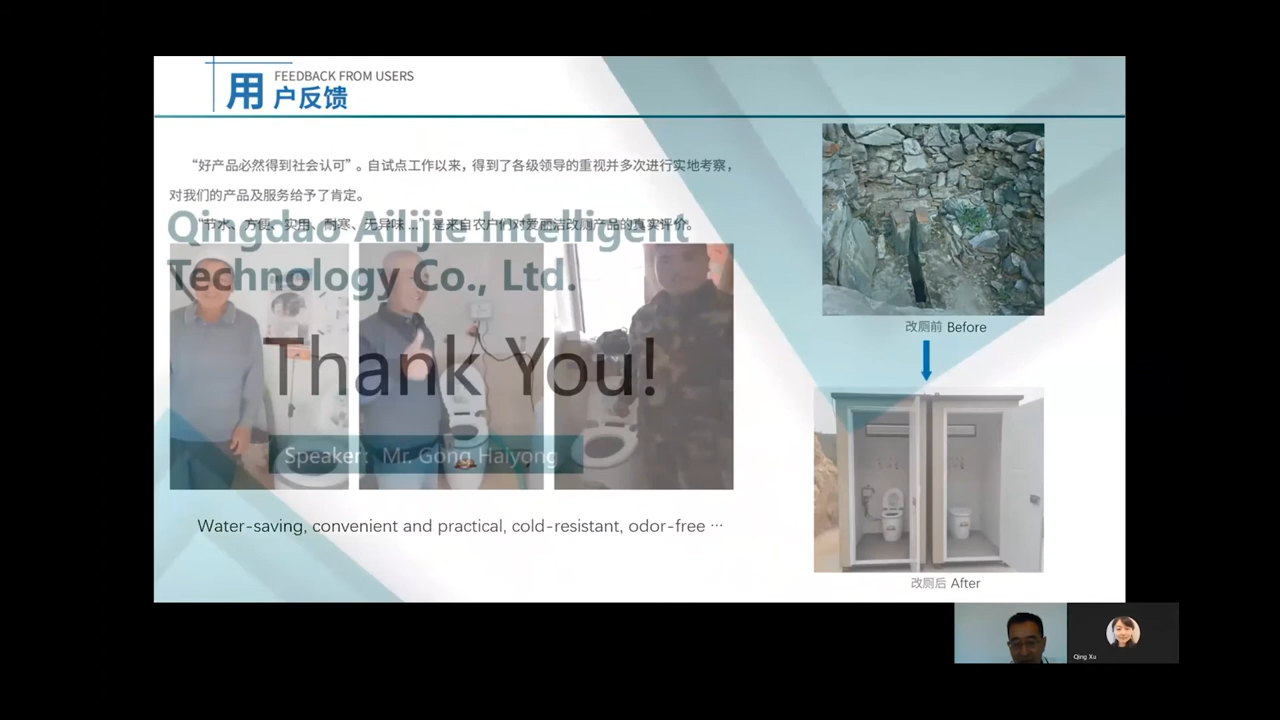 FEEDBACK FROM USERS
用户反馈
“好产品必然得到社会认可”。自试点工作以来，得到了各级领导的重视并多次进行实地考察，
对我们的产品及服务给予了肯定。
“节水、方便、实用、耐寒、无异味...”是来自农户们对爱丽洁改厕产品的真实评价。
Qingdao Ailijie Intelligent
Technology Co., Ltd.
Thank You!
Speaker: Mr. Gong Haiyong
Water-saving, convenient and practical, cold-resistant, odor-free ···
改厕前 Before
改厕后 After
Qing Xu